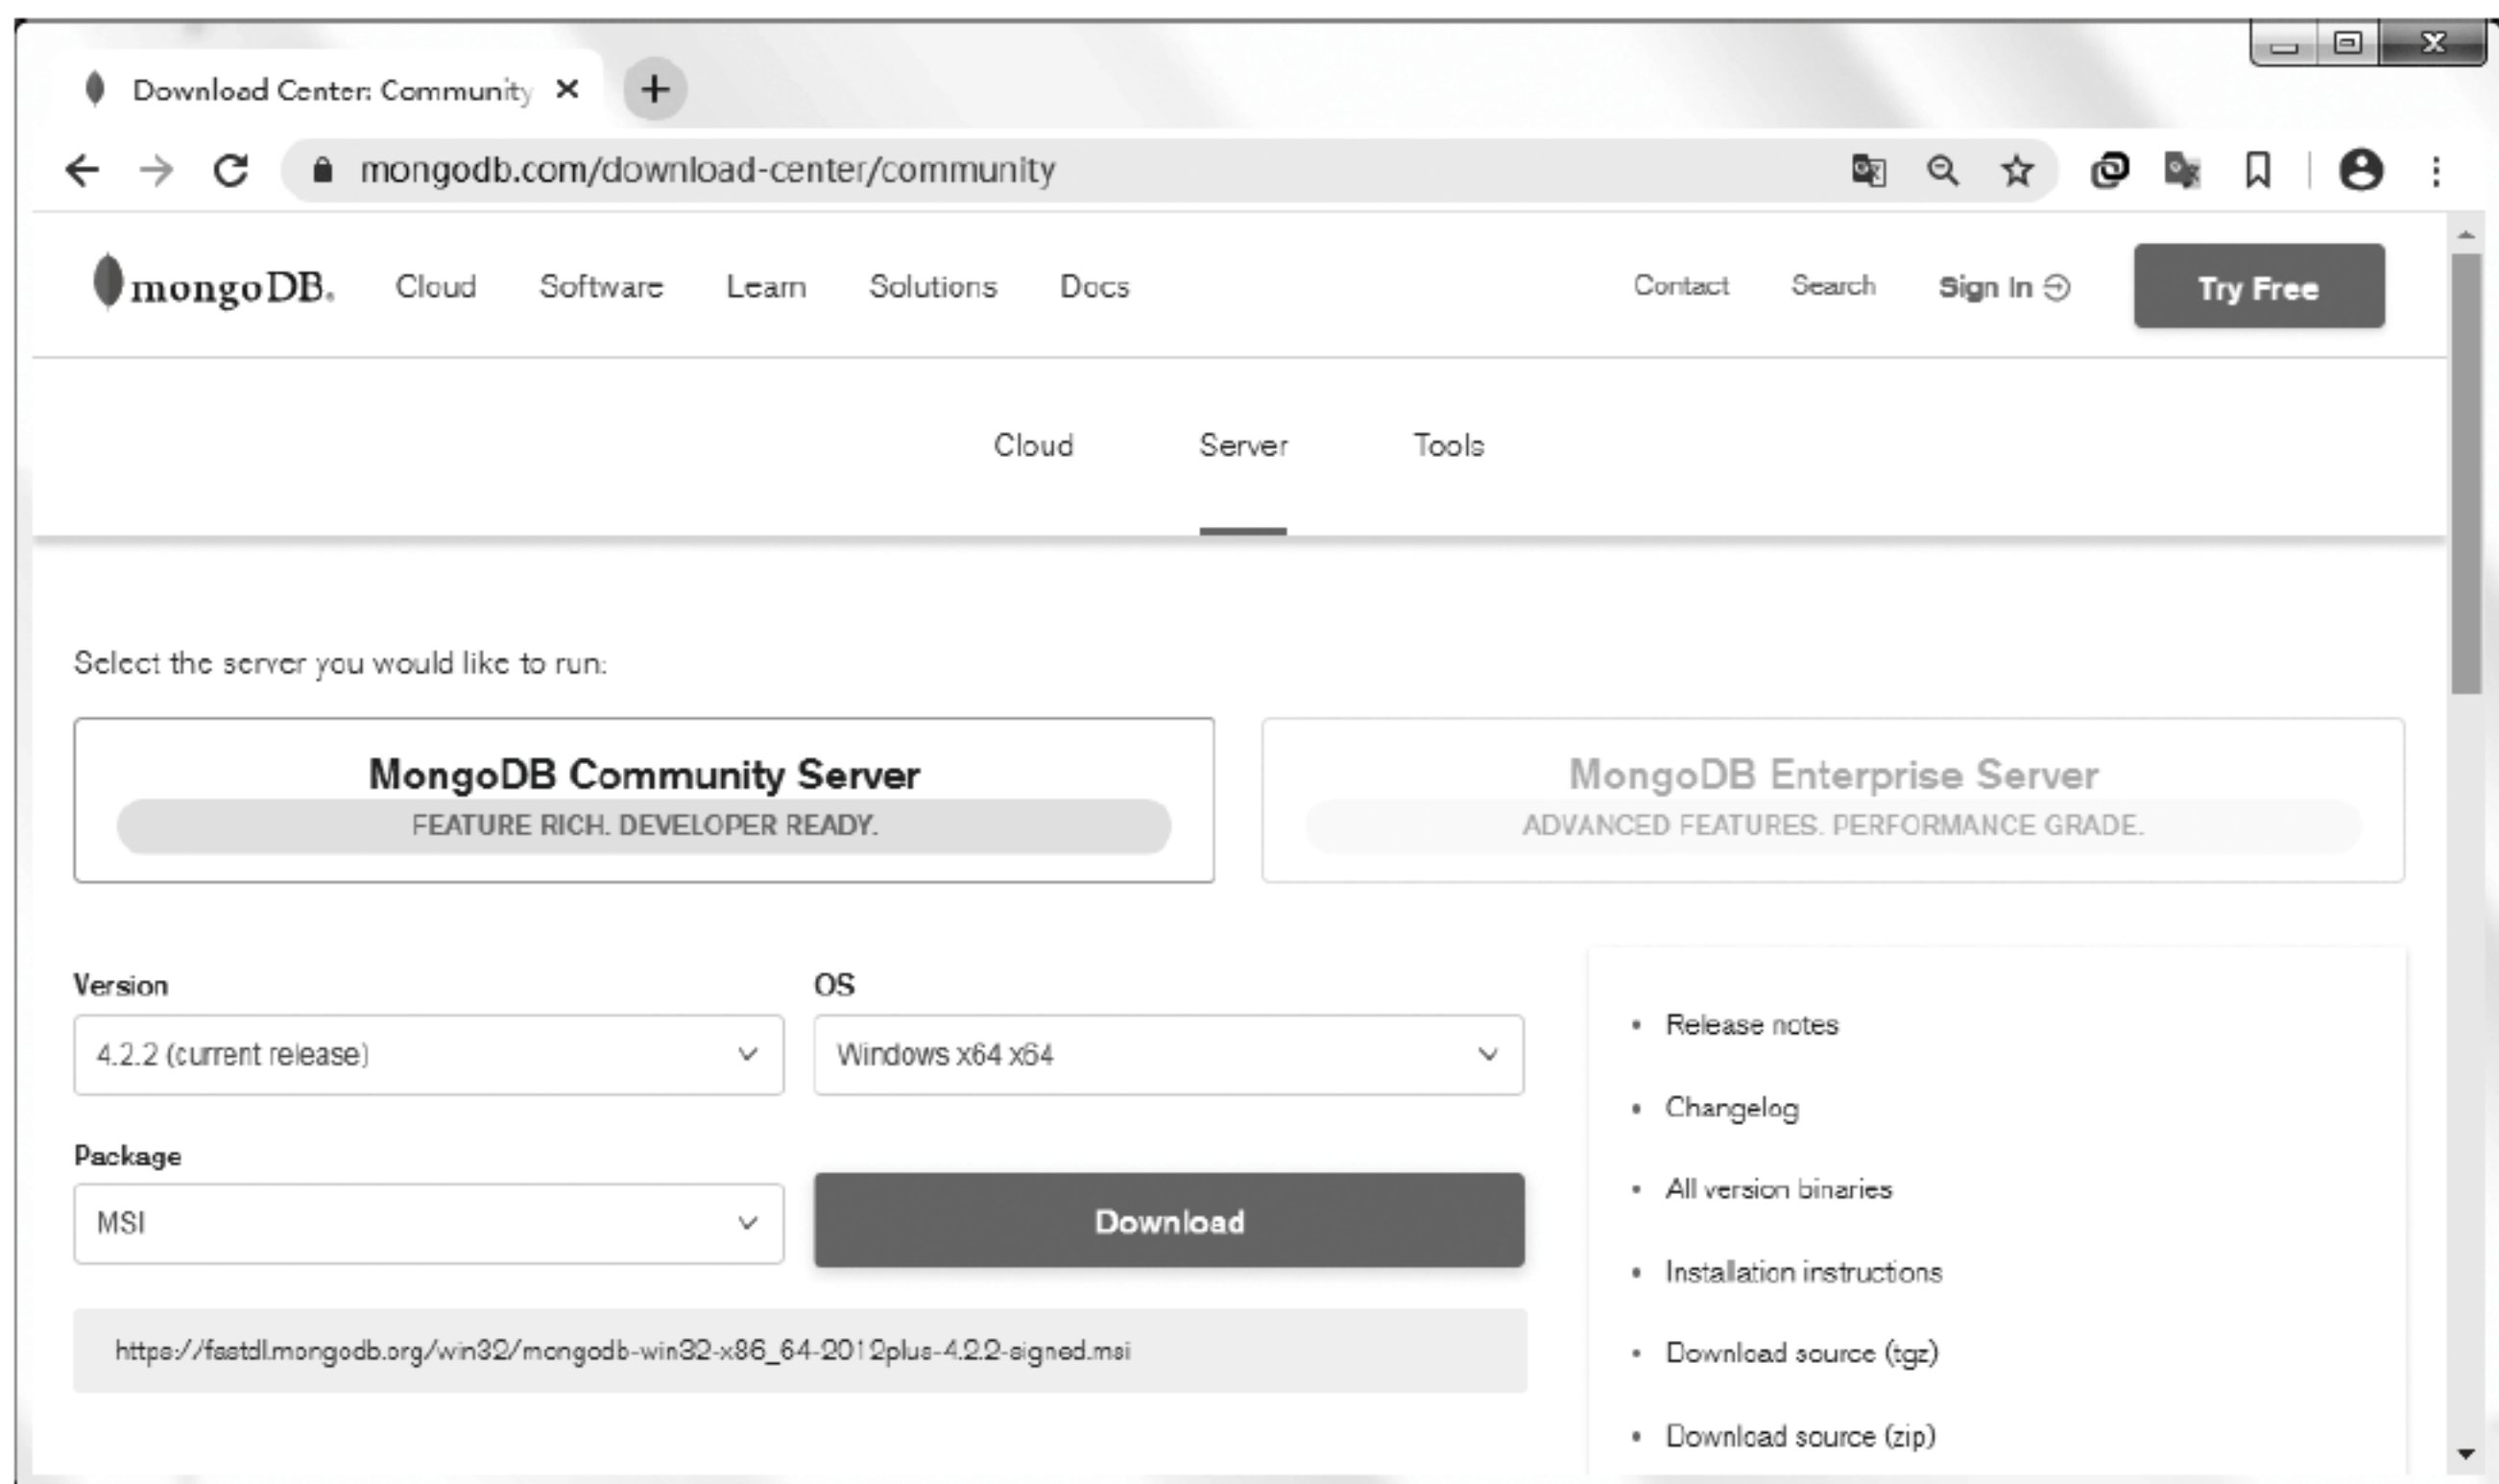 Download Center: Community
mongodb.com/download-center/community
mongoDB. Cloud Software Learn Solutions Docs Contact Search Sign In Try Free
Cloud Server Tools
Select the server you would like to run:
MongoDB Community Server
FEATURE RICH. DEVELOPER READY.
MongoDB Enterprise Server
ADVANCED FEATURES. PERFORMANCE GRADE.
Version
4.2.2 (current release)
OS
Windows x64 x64
Package
MSI
Download
https://fastdl.mongodb.org/win32/mongodb-win32-x86_64-2012plus-4.2.2-signed.msi
• Release notes
• Changelog
• All version binaries
• Installation instructions
• Download source (tgz)
• Download source (zip)